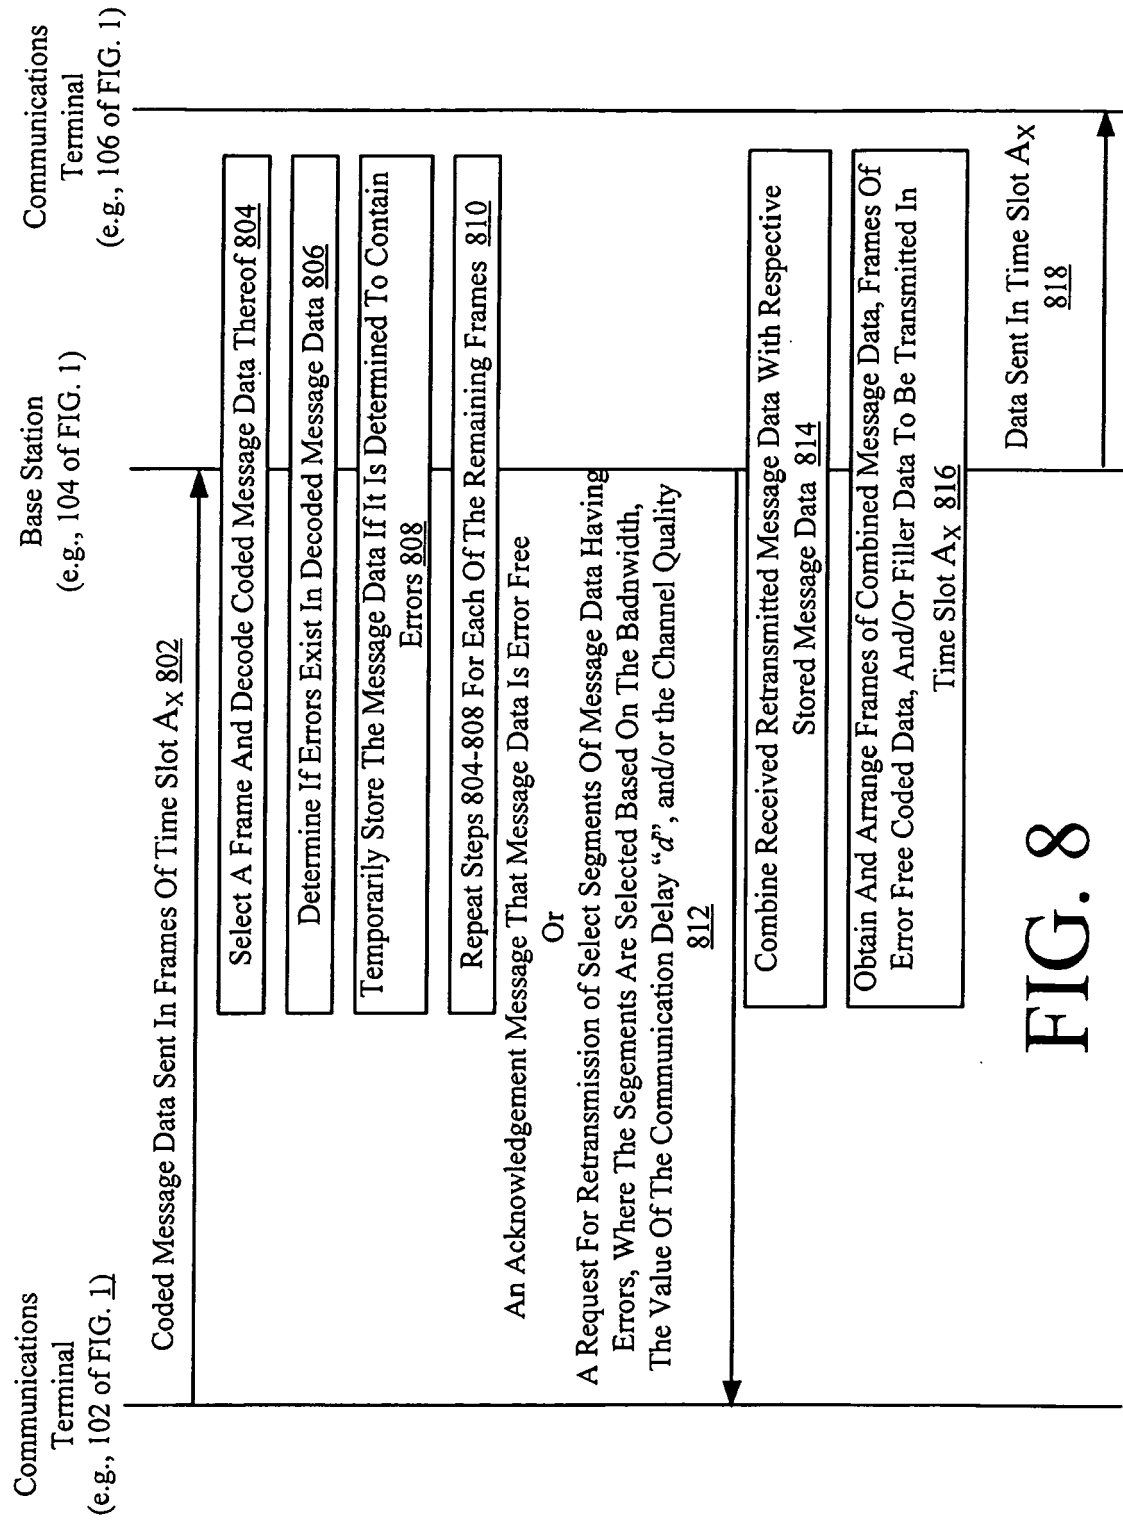 Communications
Terminal
(e.g., 102 of FIG. 1)
Base Station
(e.g., 104 of FIG. 1)
Communications
Terminal
(e.g., 106 of FIG. 1)
Coded Message Data Sent In Frames Of Time Slot AX 802
Select A Frame And Decode Coded Message Data Thereof 804
Determine If Errors Exist In Decoded Message Data 806
Temporarily Store The Message Data If It Is Determined To Contain
Errors 808
Repeat Steps 804-808 For Each Of The Remaining Frames 810
An Acknowledgement Message That Message Data Is Error Free
Or
A Request For Retransmission of Select Segments Of Message Data Having
Errors, Where The Segements Are Selected Based On The Badnwidth,
The Value Of The Communication Delay “d”, and/or the Channel Quality
812
Combine Received Retransmitted Message Data With Respective
Stored Message Data 814
Obtain And Arrange Frames of Combined Message Data, Frames Of
Error Free Coded Data, And/Or Filler Data To Be Transmitted In
Time Slot AX 816
Data Sent In Time Slot AX
818
FIG. 8